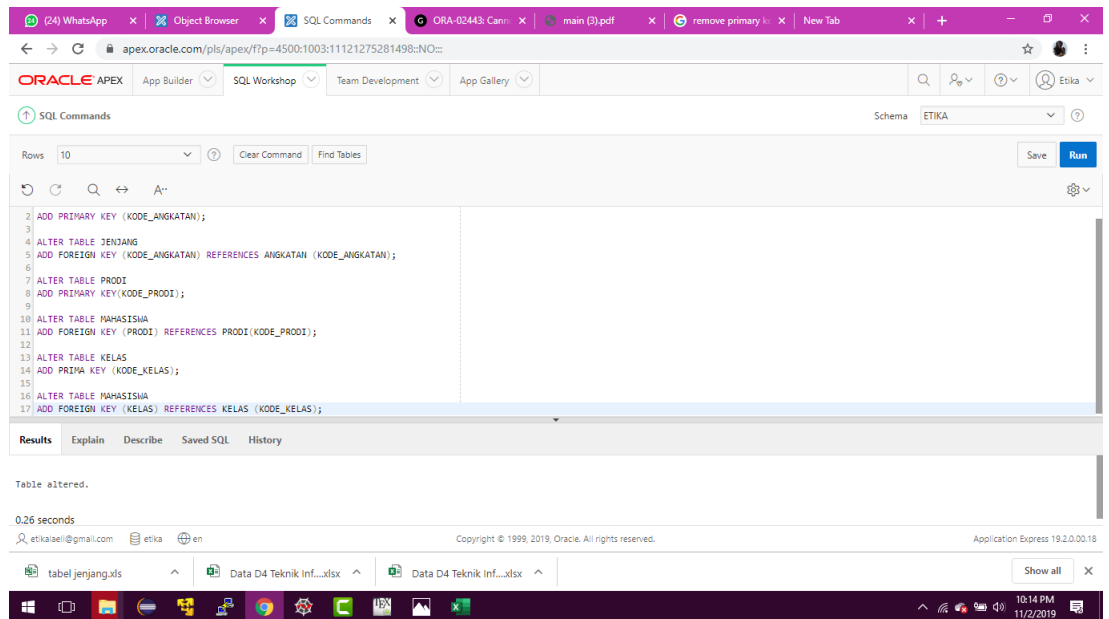 (24) WhatsApp
Object Browser
SQL Commands
ORA-02443: Cann
main (3).pdf
remove primary k
New Tab
apex.oracle.com/pls/apex/f?p=4500:1003:11121275281498::NO:::
ORACLE APEX App Builder SQL Workshop Team Development App Gallery Etika
SQL Commands Schema ETIKA
Rows 10 Clear Command Find Tables Save Run
A··
2 ADD PRIMARY KEY (KODE_ANGKATAN);
3
4 ALTER TABLE JENJANG
5 ADD FOREIGN KEY (KODE_ANGKATAN) REFERENCES ANGKATAN (KODE_ANGKATAN);
6
7 ALTER TABLE PRODI
8 ADD PRIMARY KEY(KODE_PRODI);
9
10 ALTER TABLE MAHASISWA
11 ADD FOREIGN KEY (PRODI) REFERENCES PRODI(KODE_PRODI);
12
13 ALTER TABLE KELAS
14 ADD PRIMA KEY (KODE_KELAS);
15
16 ALTER TABLE MAHASISWA
17 ADD FOREIGN KEY (KELAS) REFERENCES KELAS (KODE_KELAS);
Results Explain Describe Saved SQL History
Table altered.
0.26 seconds
etikalaeli@gmail.com etika en Copyright © 1999, 2019, Oracle. All rights reserved. Application Express 19.2.0.00.18
tabel jenjang.xls Data D4 Teknik Inf....xlsx Data D4 Teknik Inf....xlsx Show all
10:14 PM
11/2/2019